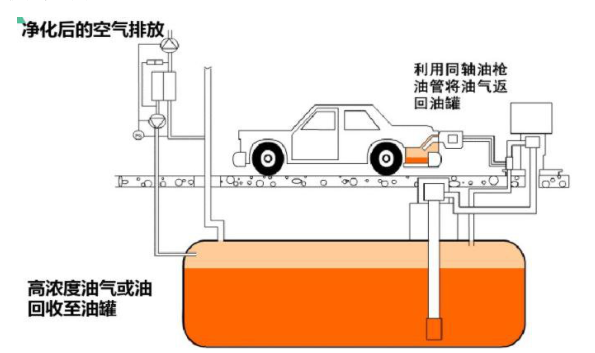 净化后的空气排放
利用同轴油枪
油管将油气返
回油罐
高浓度油气或油
回收至油罐